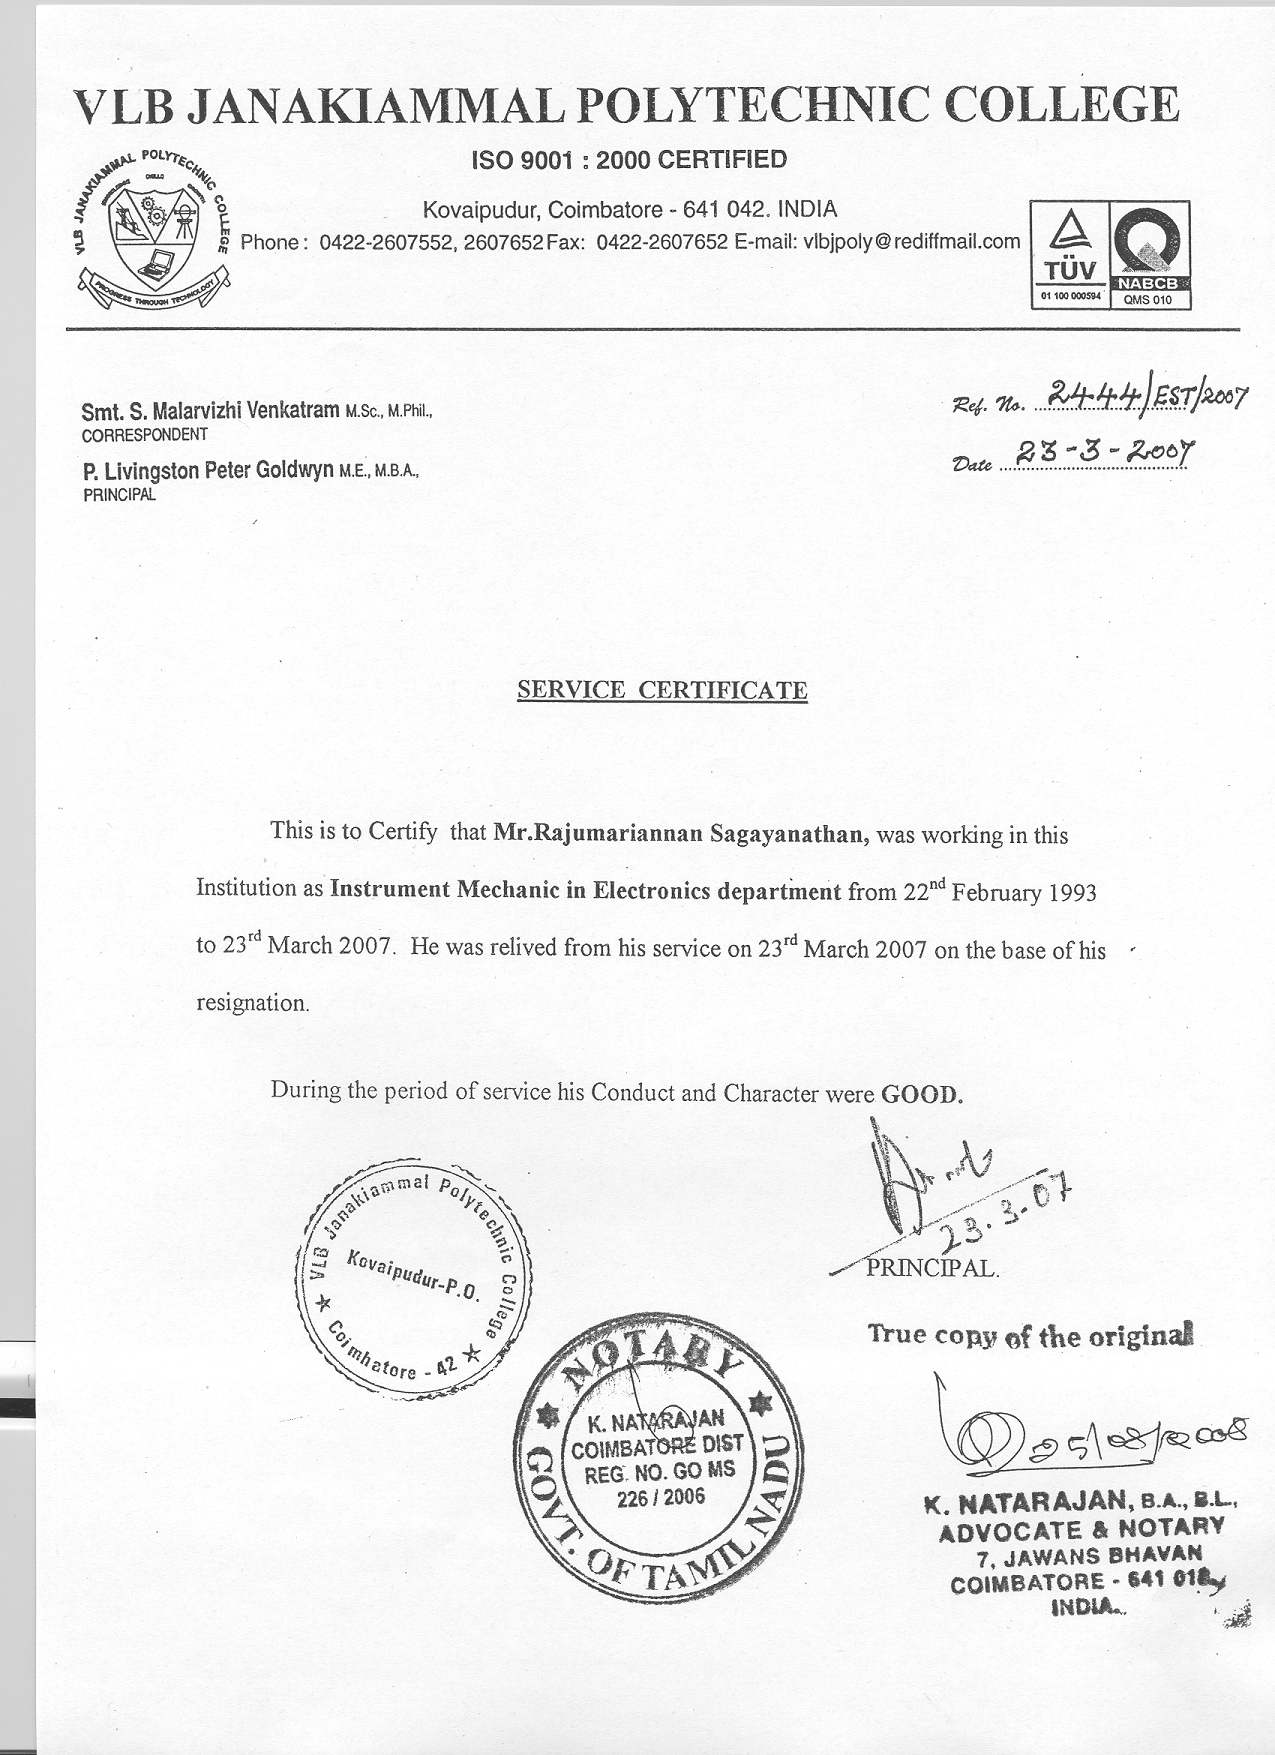 VLB JANAKIAMMAL POLYTECHNIC COLLEGE
ISO 9001 : 2000 CERTIFIED
Kovaipudur, Coimbatore - 641 042. INDIA
Phone : 0422-2607552, 2607652 Fax: 0422-2607652 E-mail: vlbjpoly@rediffmail.com
VLB JANAKIAMMAL POLYTECHNIC COLLEGE
PROGRESS THROUGH TECHNOLOGY
TÜV
01 100 000594
NABCB
QMS 010
Smt. S. Malarvizhi Venkatram M.Sc., M.Phil.,
CORRESPONDENT
P. Livingston Peter Goldwyn M.E., M.B.A.,
PRINCIPAL
Ref. No. 2444/EST/2007
Date 23-3-2007
SERVICE CERTIFICATE
This is to Certify that Mr.Rajumariannan Sagayanathan, was working in this
Institution as Instrument Mechanic in Electronics department from 22nd February 1993
to 23rd March 2007. He was relived from his service on 23rd March 2007 on the base of his
resignation.
During the period of service his Conduct and Character were GOOD.
23.3.07
PRINCIPAL.
VLB Janakiammal Polytechnic College
Kovaipudur-P.O.
Coimbatore - 42
True copy of the original
25/08/2008
NOTARY
K. NATARAJAN
COIMBATORE DIST
REG. NO. GO MS
226 / 2006
GOVT. OF TAMIL NADU
K. NATARAJAN, B.A., B.L.,
ADVOCATE & NOTARY
7, JAWANS BHAVAN
COIMBATORE - 641 018
INDIA.